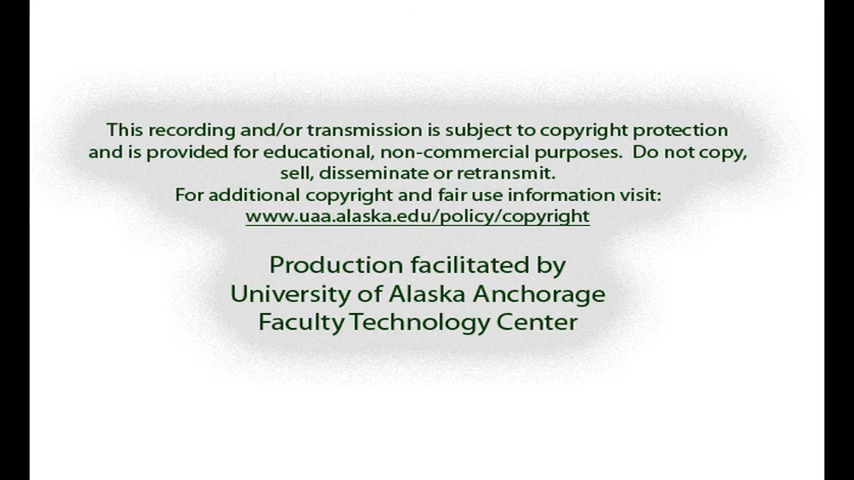 This recording and/or transmission is subject to copyright protection
and is provided for educational, non-commercial purposes. Do not copy,
sell, disseminate or retransmit.
For additional copyright and fair use information visit:
www.uaa.alaska.edu/policy/copyright
Production facilitated by
University of Alaska Anchorage
Faculty Technology Center